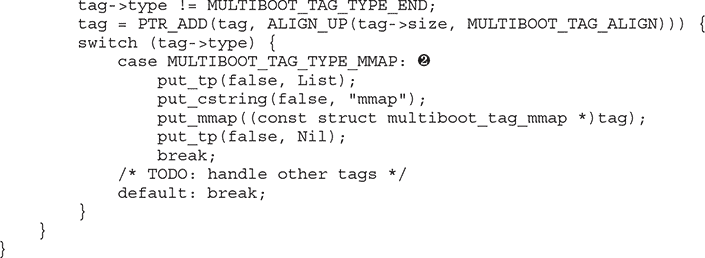 tag->type != MULTIBOOT_TAG_TYPE_END;
        tag = PTR_ADD(tag, ALIGN_UP(tag->size, MULTIBOOT_TAG_ALIGN))) {
        switch (tag->type) {
            case MULTIBOOT_TAG_TYPE_MMAP: ❷
                put_tp(false, List);
                put_cstring(false, "mmap");
                put_mmap((const struct multiboot_tag_mmap *)tag);
                put_tp(false, Nil);
                break;
            /* TODO: handle other tags */
            default: break;
        }
    }
}